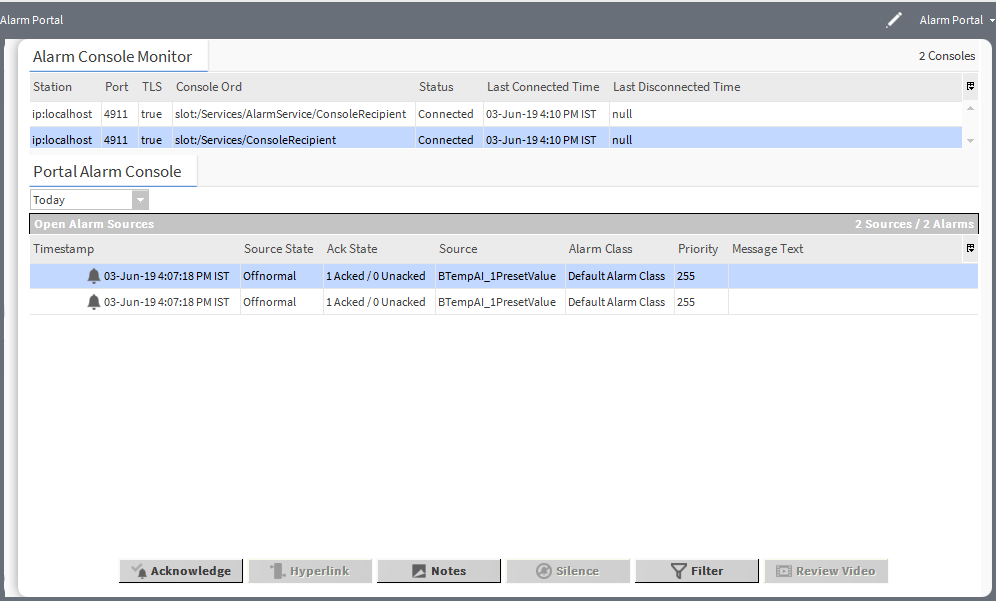 Alarm Portal Alarm Portal
Alarm Console Monitor 2 Consoles
Station Port TLS Console Ord Status Last Connected Time Last Disconnected Time
ip:localhost 4911 true slot:/Services/AlarmService/ConsoleRecipient Connected 03-Jun-19 4:10 PM IST null
ip:localhost 4911 true slot:/Services/ConsoleRecipient Connected 03-Jun-19 4:10 PM IST null
Portal Alarm Console
Today
Open Alarm Sources 2 Sources / 2 Alarms
Timestamp Source State Ack State Source Alarm Class Priority Message Text
03-Jun-19 4:07:18 PM IST Offnormal 1 Acked / 0 Unacked BTempAI_1PresetValue Default Alarm Class 255
03-Jun-19 4:07:18 PM IST Offnormal 1 Acked / 0 Unacked BTempAI_1PresetValue Default Alarm Class 255
Acknowledge Hyperlink Notes Silence Filter Review Video